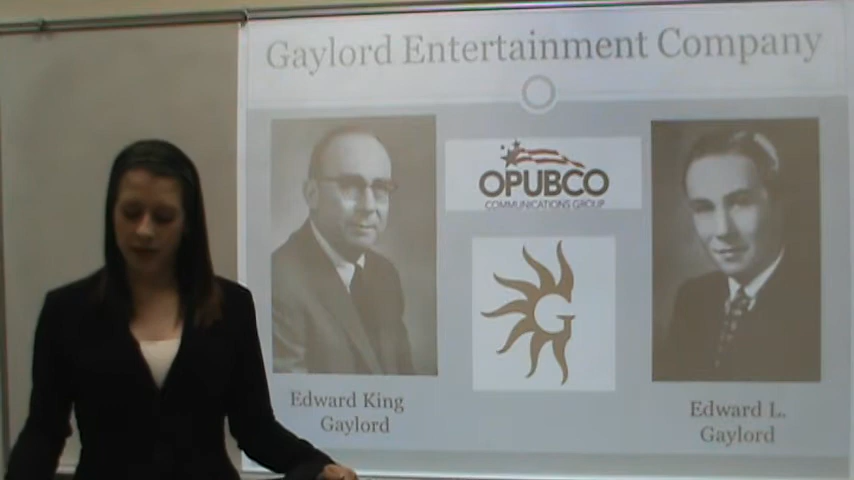 Gaylord Entertainment Company
OPUBCO
COMMUNICATIONS GROUP
G
Edward King
Gaylord
Edward L.
Gaylord